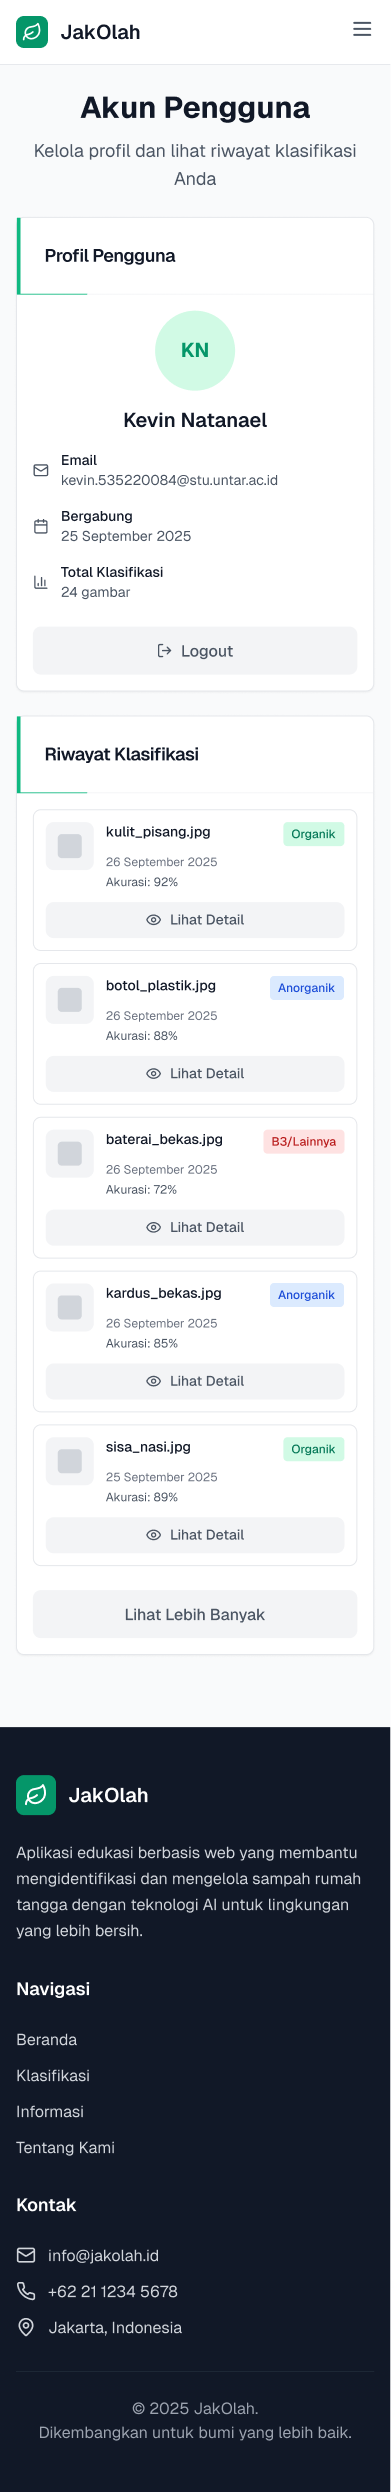 JakOlah
Akun Pengguna
Kelola profil dan lihat riwayat klasifikasi
Anda
Profil Pengguna
KN
Kevin Natanael
Email
kevin.535220084@stu.untar.ac.id
Bergabung
25 September 2025
Total Klasifikasi
24 gambar
Logout
Riwayat Klasifikasi
kulit_pisang.jpg
Organik
26 September 2025
Akurasi: 92%
Lihat Detail
botol_plastik.jpg
Anorganik
26 September 2025
Akurasi: 88%
Lihat Detail
baterai_bekas.jpg
B3/Lainnya
26 September 2025
Akurasi: 72%
Lihat Detail
kardus_bekas.jpg
Anorganik
26 September 2025
Akurasi: 85%
Lihat Detail
sisa_nasi.jpg
Organik
25 September 2025
Akurasi: 89%
Lihat Detail
Lihat Lebih Banyak
JakOlah
Aplikasi edukasi berbasis web yang membantu
mengidentifikasi dan mengelola sampah rumah
tangga dengan teknologi AI untuk lingkungan
yang lebih bersih.
Navigasi
Beranda
Klasifikasi
Informasi
Tentang Kami
Kontak
info@jakolah.id
+62 21 1234 5678
Jakarta, Indonesia
© 2025 JakOlah.
Dikembangkan untuk bumi yang lebih baik.